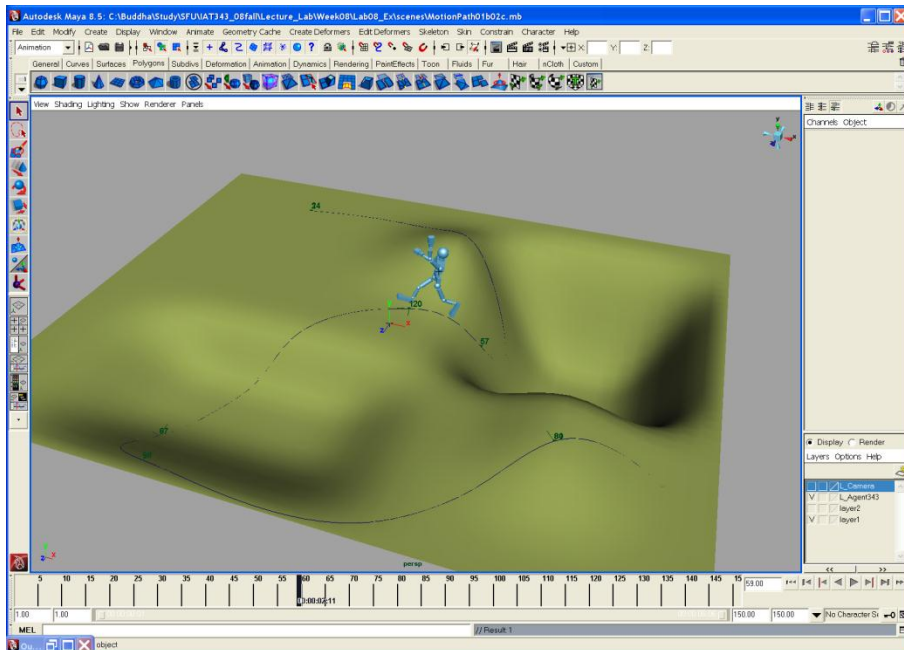 Autodesk Maya 8.5: C:\Buddha\Study\SFU\IAT343_08fall\Lecture_Lab\Week08\Lab08_Ex\scenes\MotionPath01b02c.mb
File Edit Modify Create Display Window Animate Geometry Cache Create Deformers Edit Deformers Skeleton Skin Constrain Character Help
Animation X: Y: Z:
General Curves Surfaces Polygons Subdivs Deformation Animation Dynamics Rendering PaintEffects Toon Fluids Fur Hair nCloth Custom
View Shading Lighting Show Renderer Panels
Channels Object
y
x
24
120
y
z x
57
97
89
Display Render
Layers Options Help
L_Camera
V L_Agent343
layer2
V layer1
y
z x
persp
5 10 15 20 25 30 35 40 45 50 55 60 65 70 75 80 85 90 95 100 105 110 115 120 125 130 135 140 145 15
59.00
1.00 1.00 150.00 150.00 No Character Se
MEL // Result 1
Ou... object